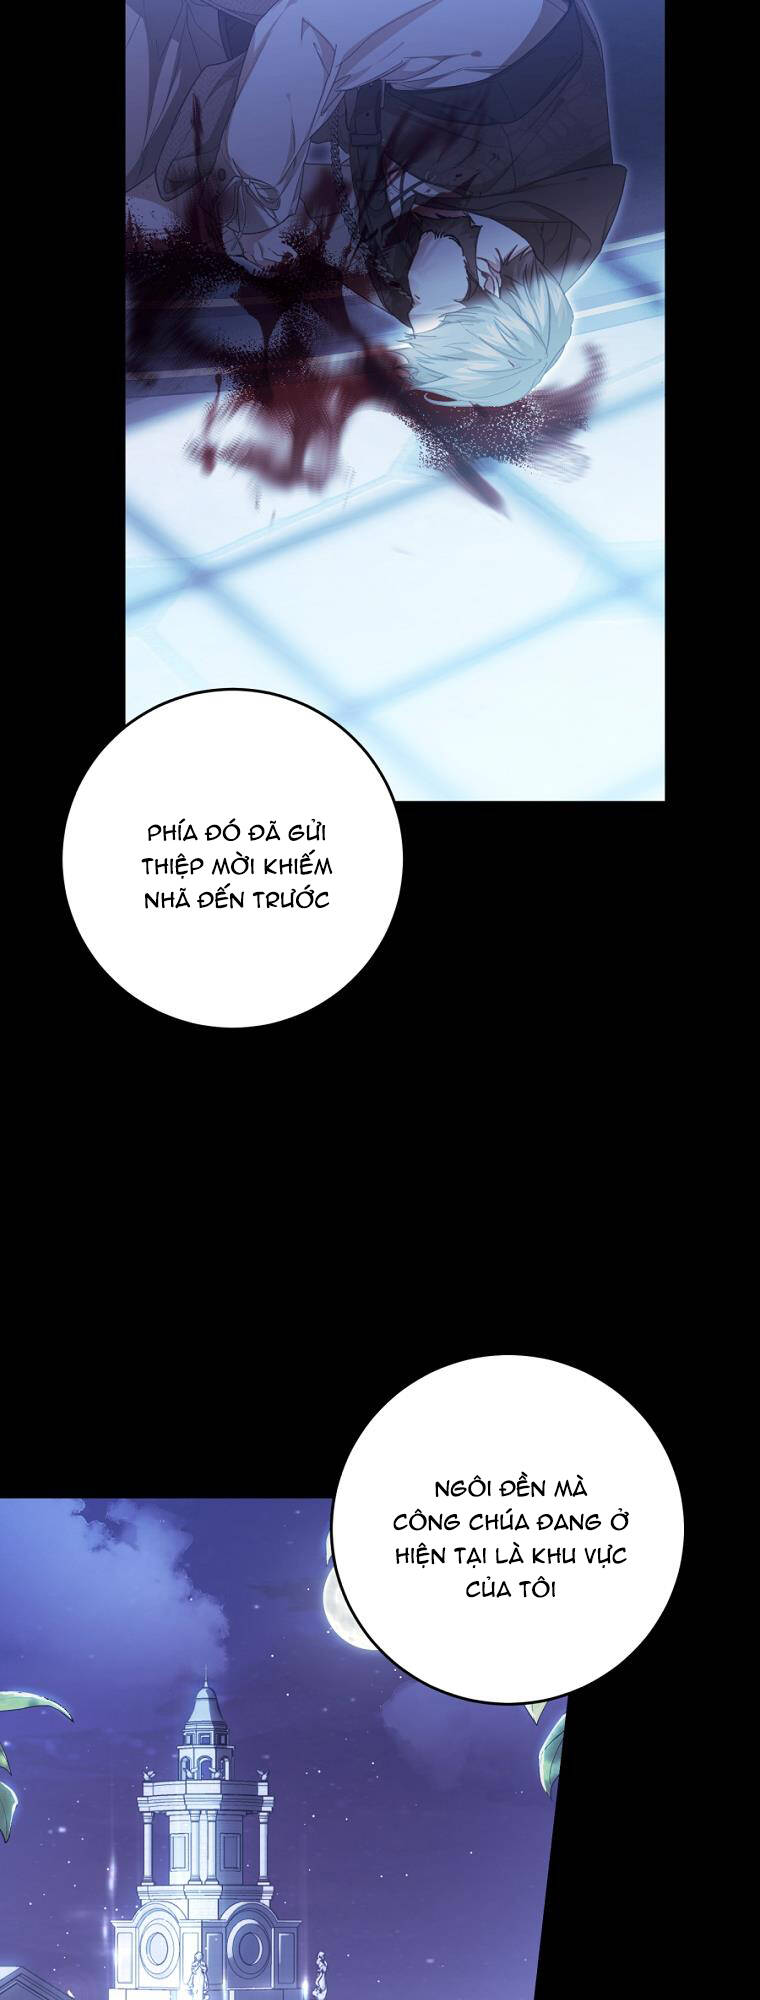 PHÍA ĐÓ ĐÃ GỬI
THIỆP MỜI KHIẾM
NHÃ ĐẾN TRƯỚC
NGÔI ĐỀN MÀ
CÔNG CHÚA ĐANG Ở
HIỆN TẠI LÀ KHU VỰC
CỦA TÔI